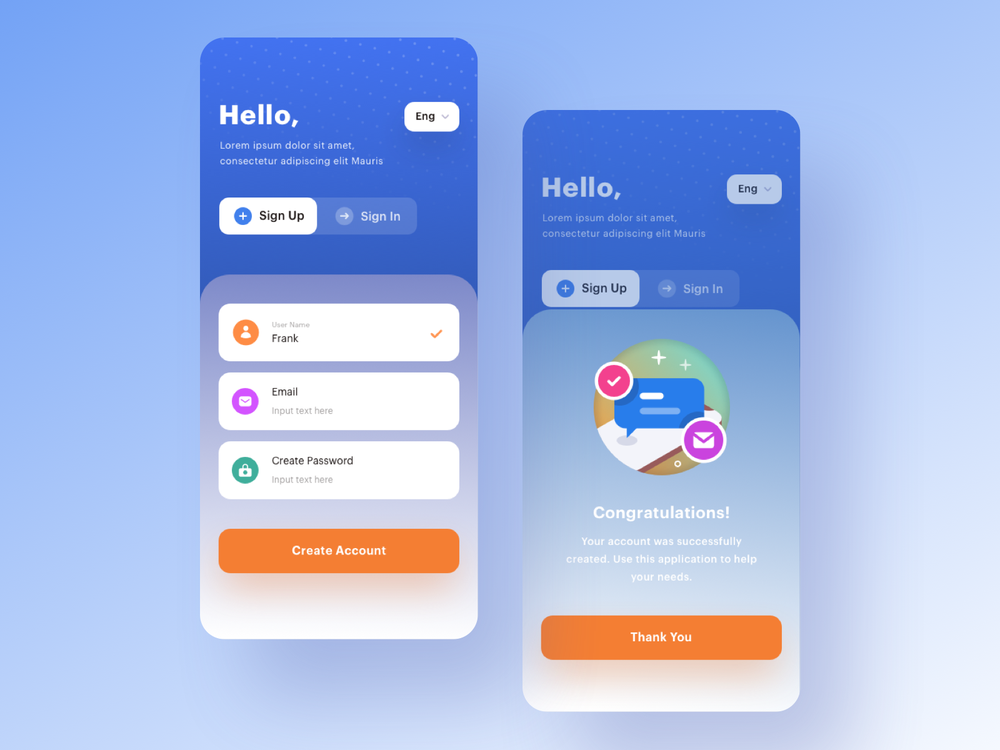 Hello,
Eng
Lorem ipsum dolor sit amet,
consectetur adipiscing elit Mauris
Sign Up
Sign In
User Name
Frank
Email
Input text here
Create Password
Input text here
Create Account
Hello,
Eng
Lorem ipsum dolor sit amet,
consectetur adipiscing elit Mauris
Sign Up
Sign In
Congratulations!
Your account was successfully
created. Use this application to help
your needs.
Thank You